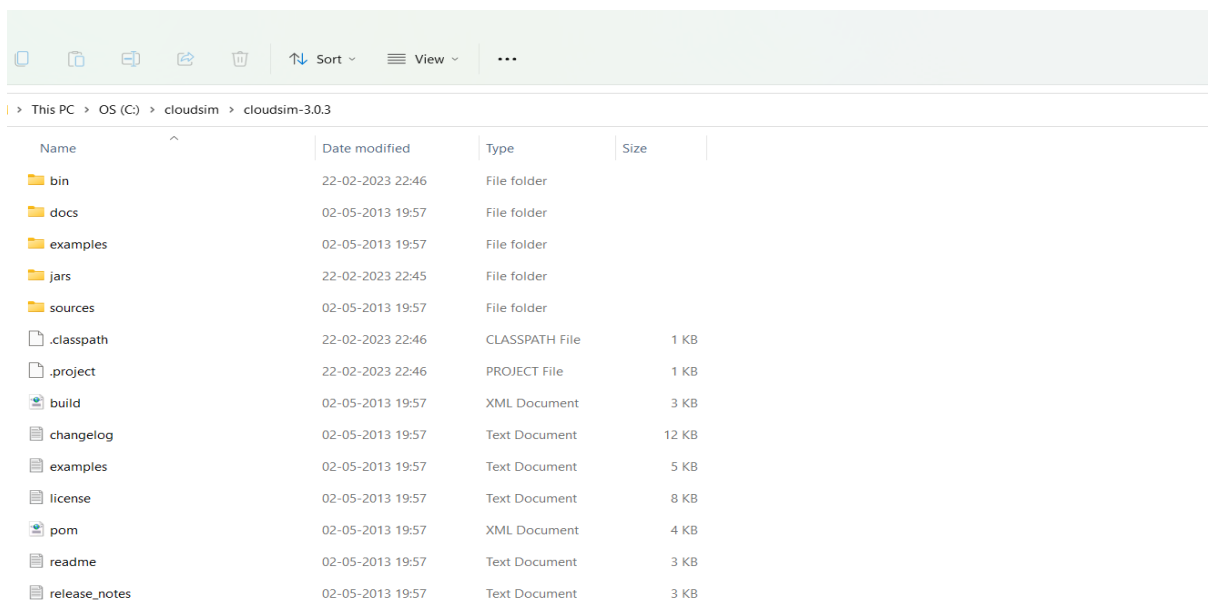 Sort View ...
> This PC > OS (C:) > cloudsim > cloudsim-3.0.3
Name Date modified Type Size
bin 22-02-2023 22:46 File folder
docs 02-05-2013 19:57 File folder
examples 02-05-2013 19:57 File folder
jars 22-02-2023 22:45 File folder
sources 02-05-2013 19:57 File folder
.classpath 22-02-2023 22:46 CLASSPATH File 1 KB
.project 22-02-2023 22:46 PROJECT File 1 KB
build 02-05-2013 19:57 XML Document 3 KB
changelog 02-05-2013 19:57 Text Document 12 KB
examples 02-05-2013 19:57 Text Document 5 KB
license 02-05-2013 19:57 Text Document 8 KB
pom 02-05-2013 19:57 XML Document 4 KB
readme 02-05-2013 19:57 Text Document 3 KB
release_notes 02-05-2013 19:57 Text Document 3 KB